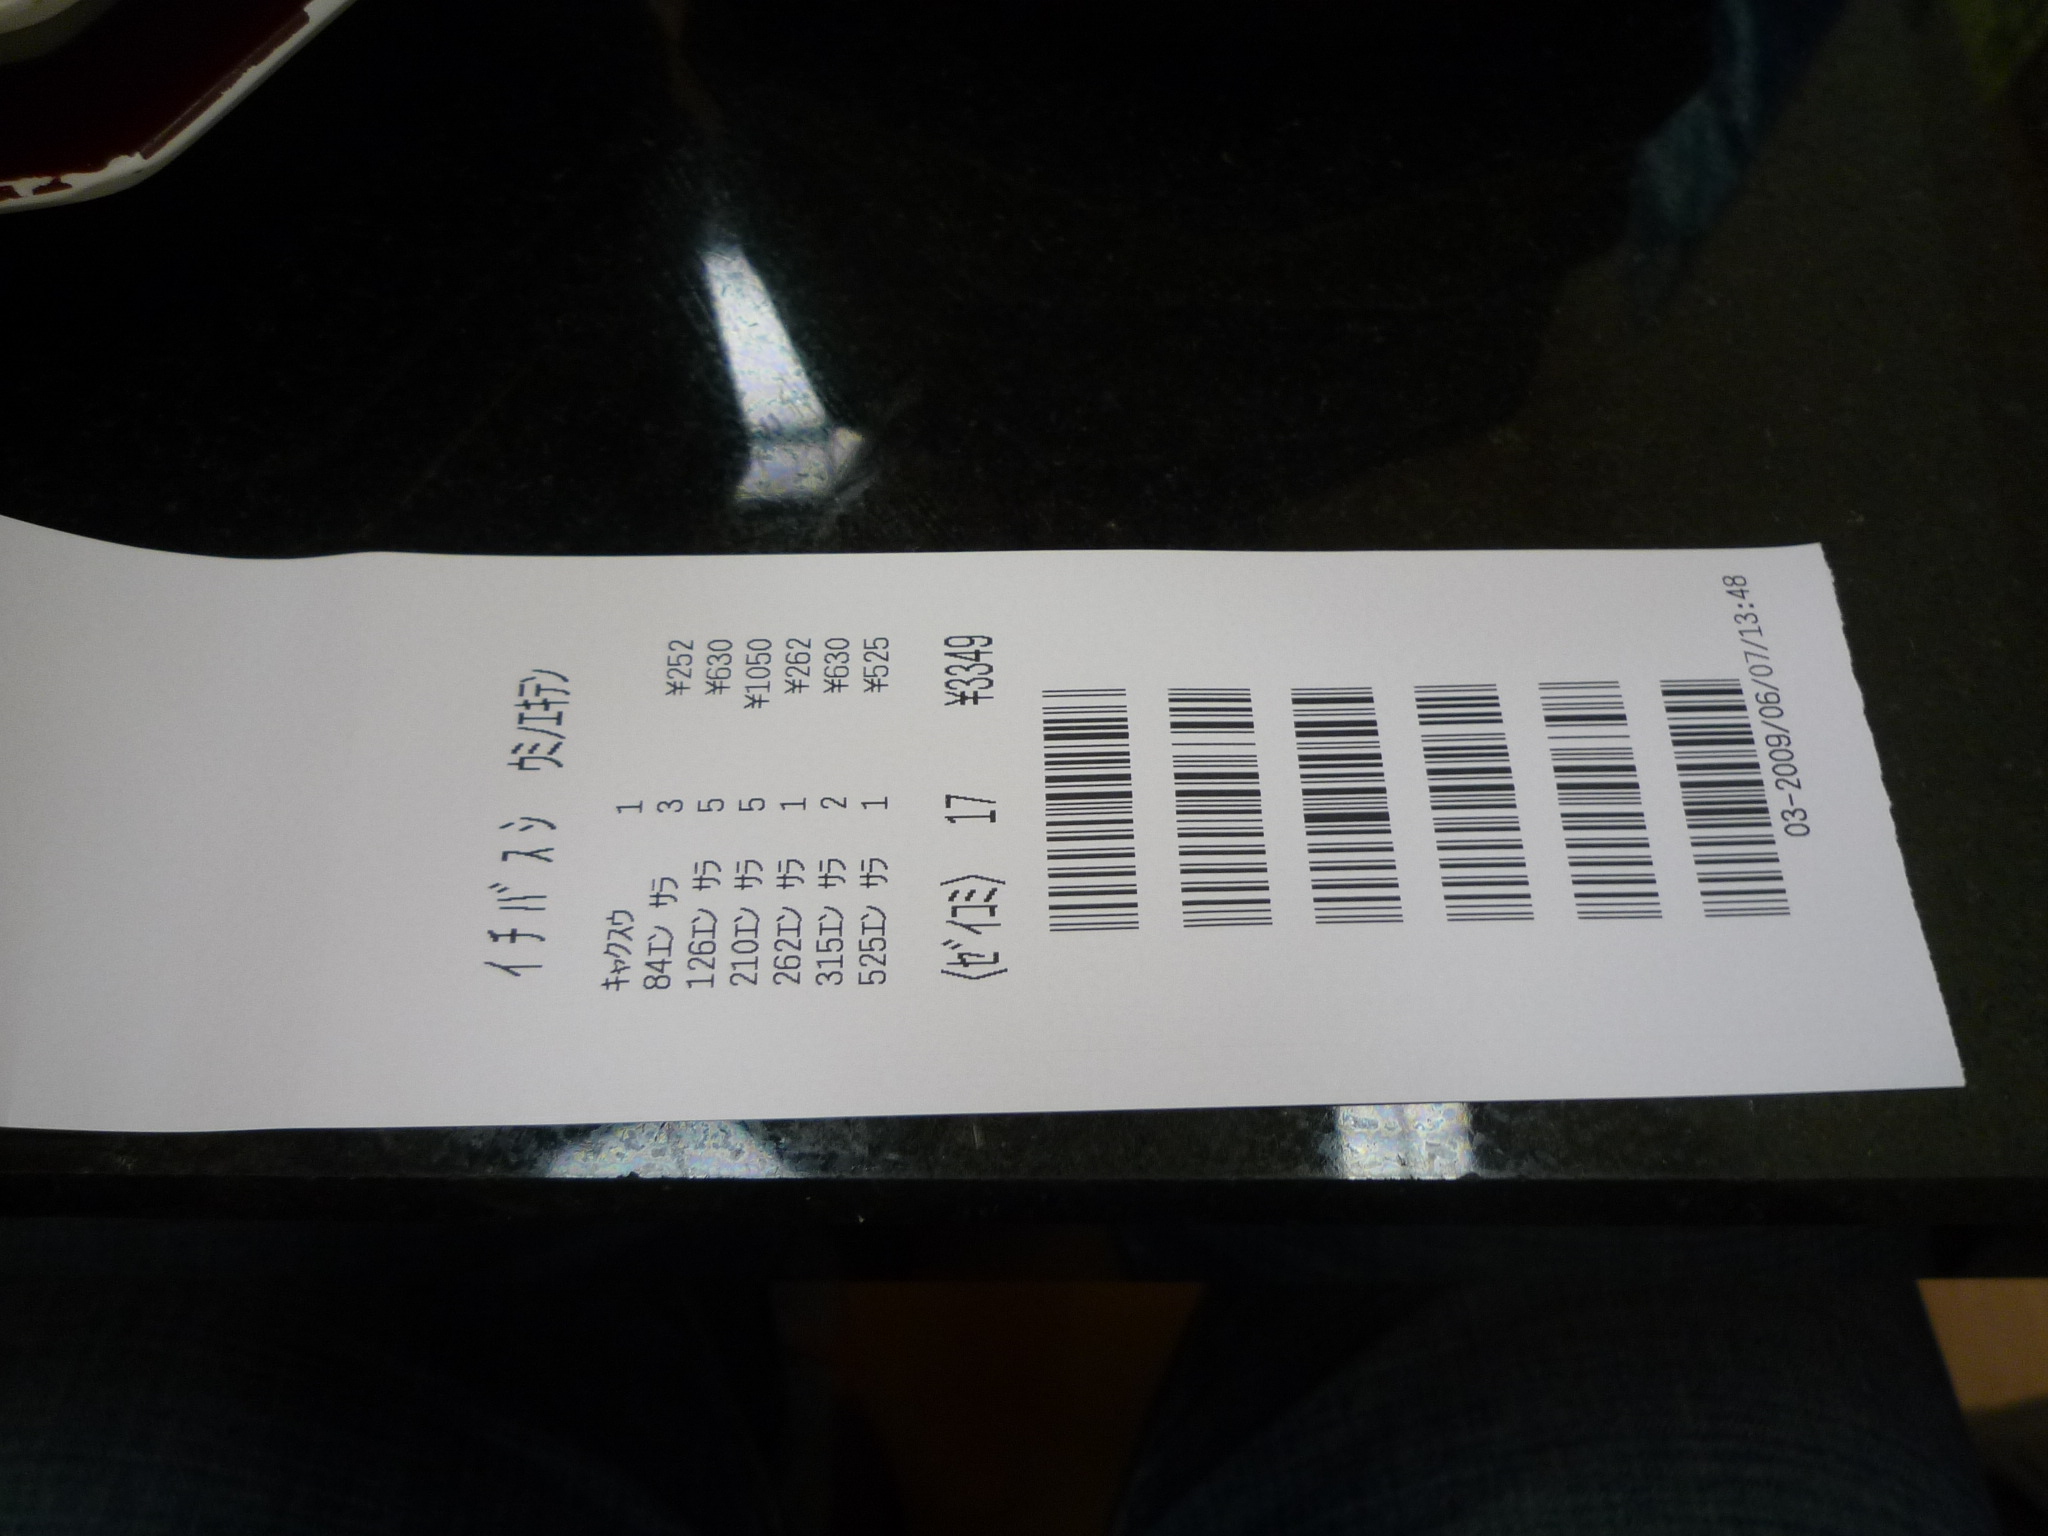 イチバスシ ウミノエキテン
ｷｬｸｽｳ 1
84ｴﾝ ｻﾗ 3 ¥252
126ｴﾝ ｻﾗ 5 ¥630
210ｴﾝ ｻﾗ 5 ¥1050
262ｴﾝ ｻﾗ 1 ¥262
315ｴﾝ ｻﾗ 2 ¥630
525ｴﾝ ｻﾗ 1 ¥525
(ｾﾞｲｺﾐ) 17 ¥3349
03-2009/06/07/13:48